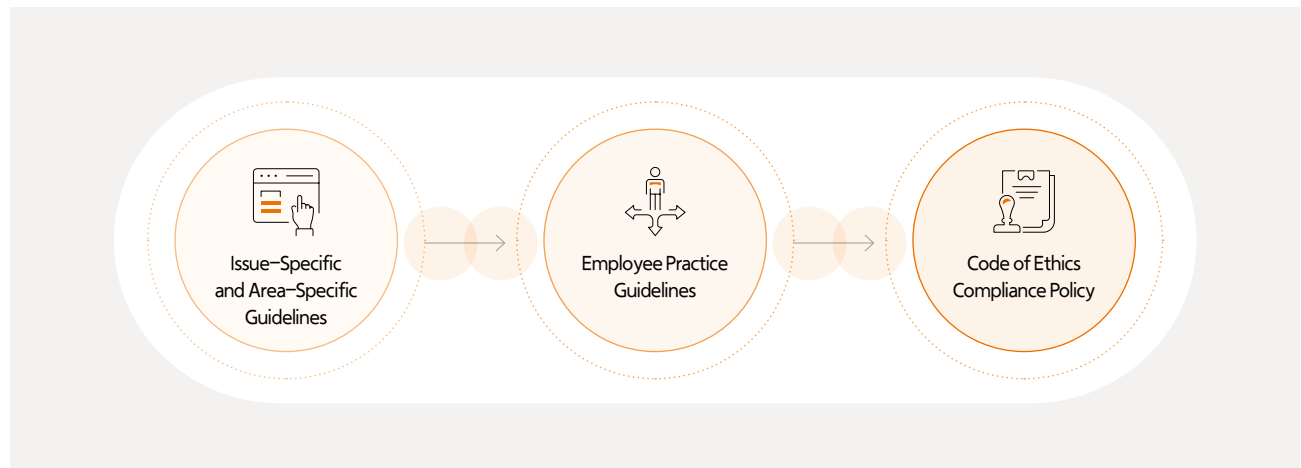 Issue–Specific
and Area–Specific
Guidelines
Employee Practice
Guidelines
Code of Ethics
Compliance Policy